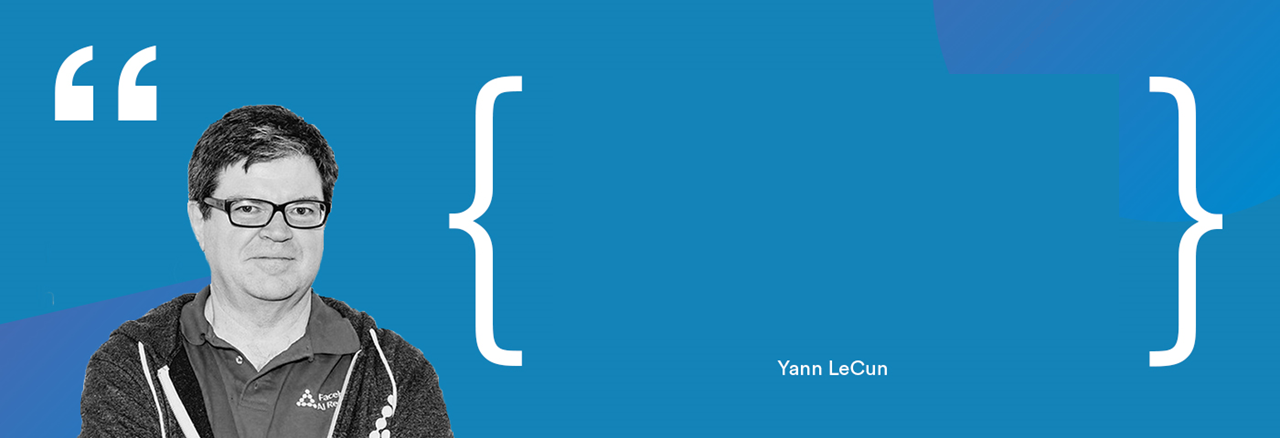 “
{ }
Yann LeCun